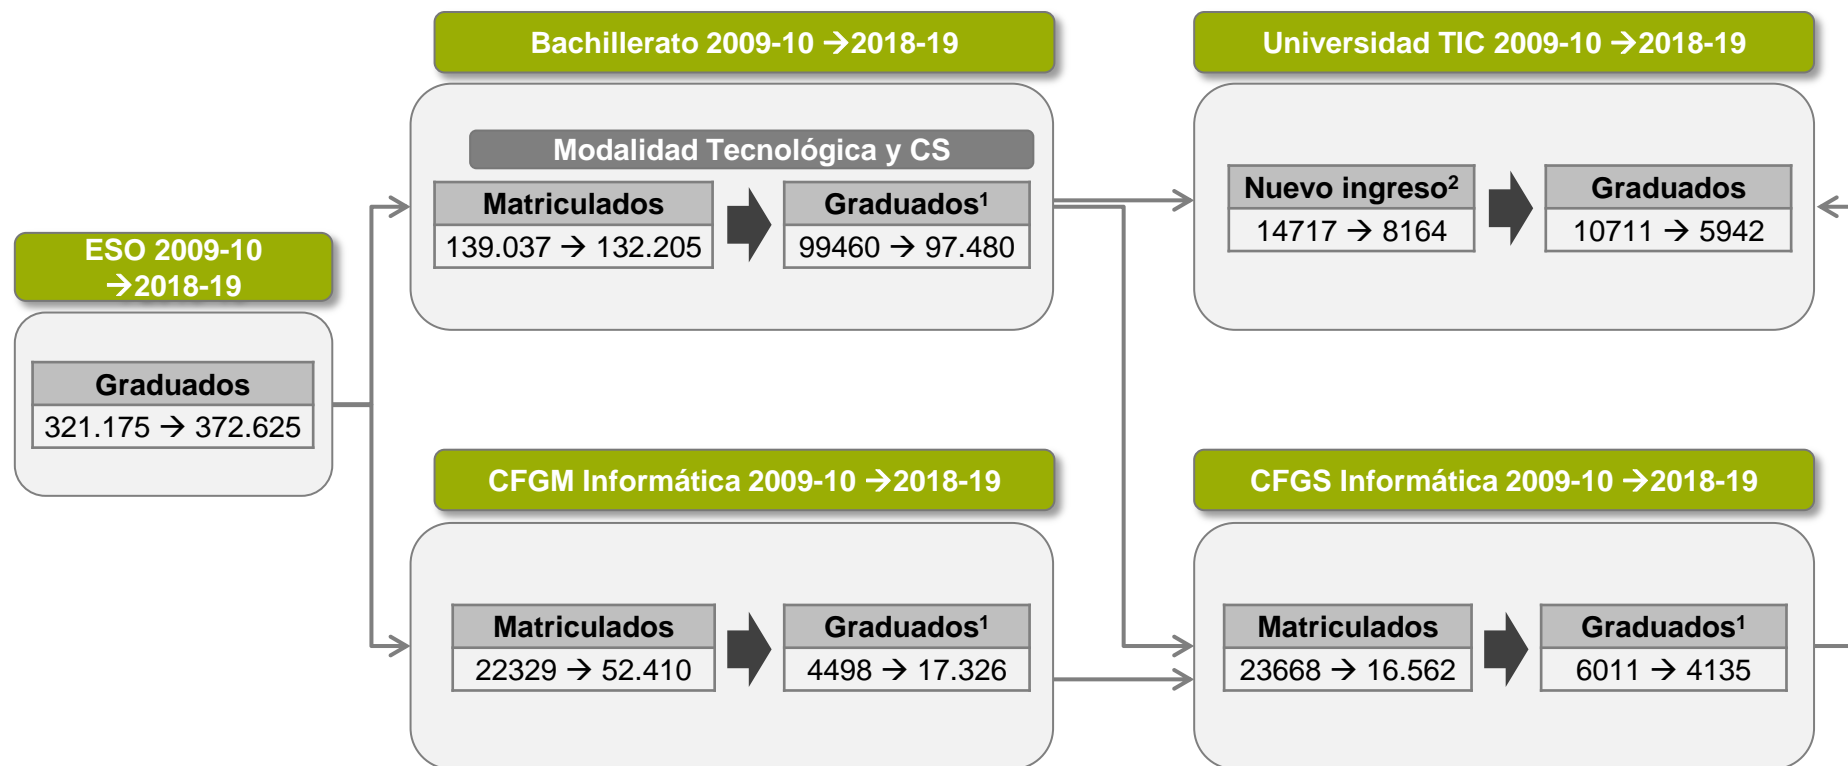 Bachillerato 2009-10 →2018-19
Modalidad Tecnológica y CS
Matriculados
139.037 → 132.205
Graduados¹
99460 → 97.480
Universidad TIC 2009-10 →2018-19
Nuevo ingreso²
14717 → 8164
Graduados
10711 → 5942
ESO 2009-10
→2018-19
Graduados
321.175 → 372.625
CFGM Informática 2009-10 →2018-19
Matriculados
22329 → 52.410
Graduados¹
4498 → 17.326
CFGS Informática 2009-10 →2018-19
Matriculados
23668 → 16.562
Graduados¹
6011 → 4135